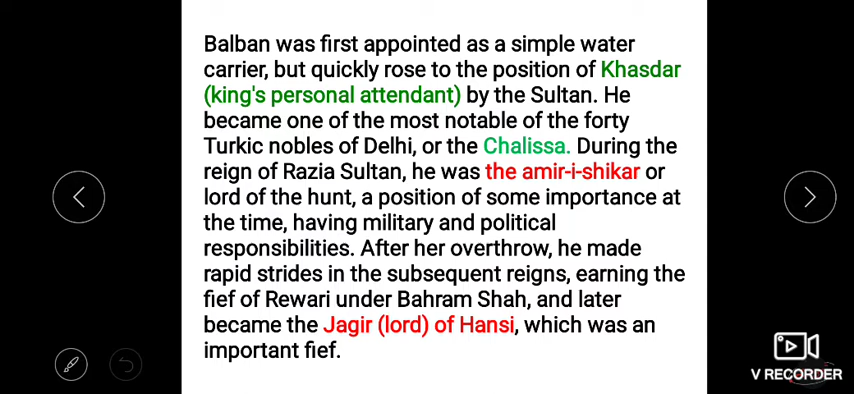 Balban was first appointed as a simple water
carrier, but quickly rose to the position of Khasdar
(king's personal attendant) by the Sultan. He
became one of the most notable of the forty
Turkic nobles of Delhi, or the Chalissa. During the
reign of Razia Sultan, he was the amir-i-shikar or
lord of the hunt, a position of some importance at
the time, having military and political
responsibilities. After her overthrow, he made
rapid strides in the subsequent reigns, earning the
fief of Rewari under Bahram Shah, and later
became the Jagir (lord) of Hansi, which was an
important fief.
V RECORDER